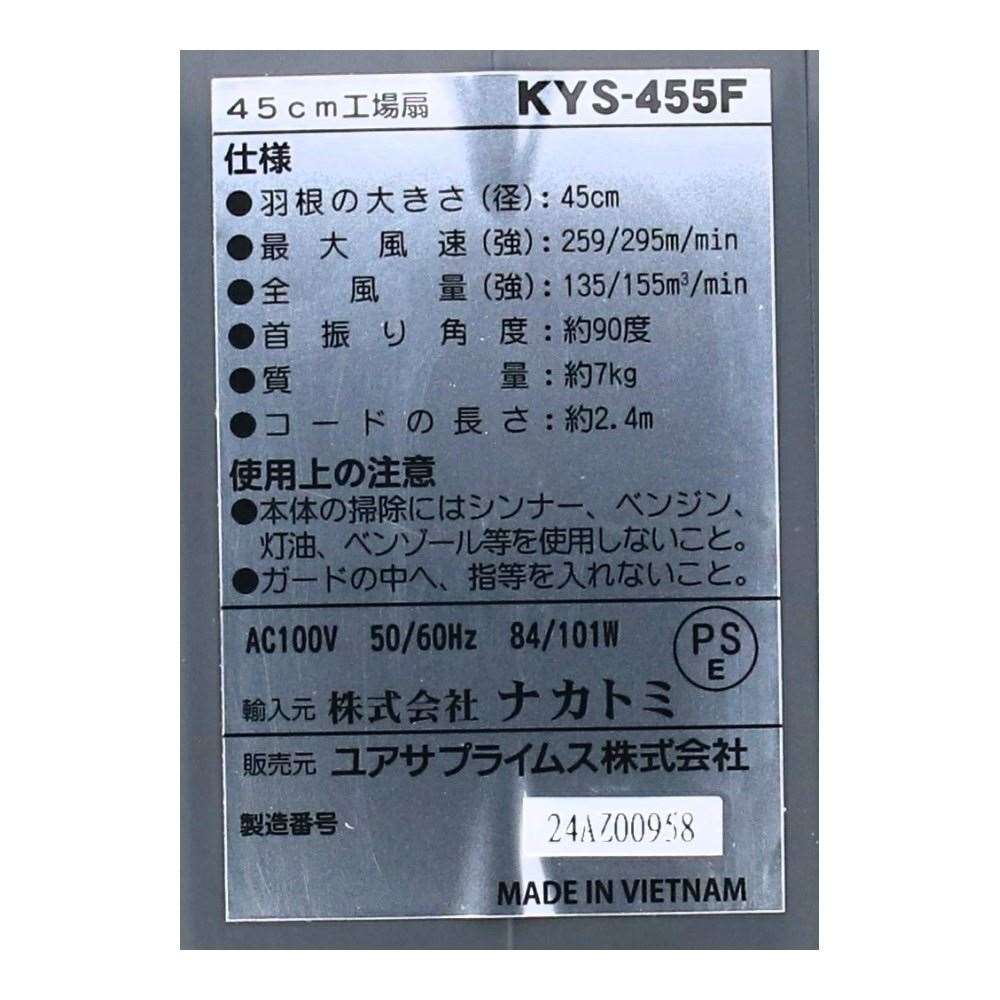 45cm工場扇 KYS-455F
仕様
●羽根の大きさ(径):45cm
●最大風速(強):259/295m/min
●全風量(強):135/155m³/min
●首振り角度:約90度
●質量:約7kg
●コードの長さ:約2.4m
使用上の注意
●本体の掃除にはシンナー、ベンジン、
灯油、ベンゾール等を使用しないこと。
●ガードの中へ、指等を入れないこと。
AC100V 50/60Hz 84/101W PS
E
輸入元 株式会社 ナカトミ
販売元 ユアサプライムス株式会社
製造番号 24AZ00958
MADE IN VIETNAM